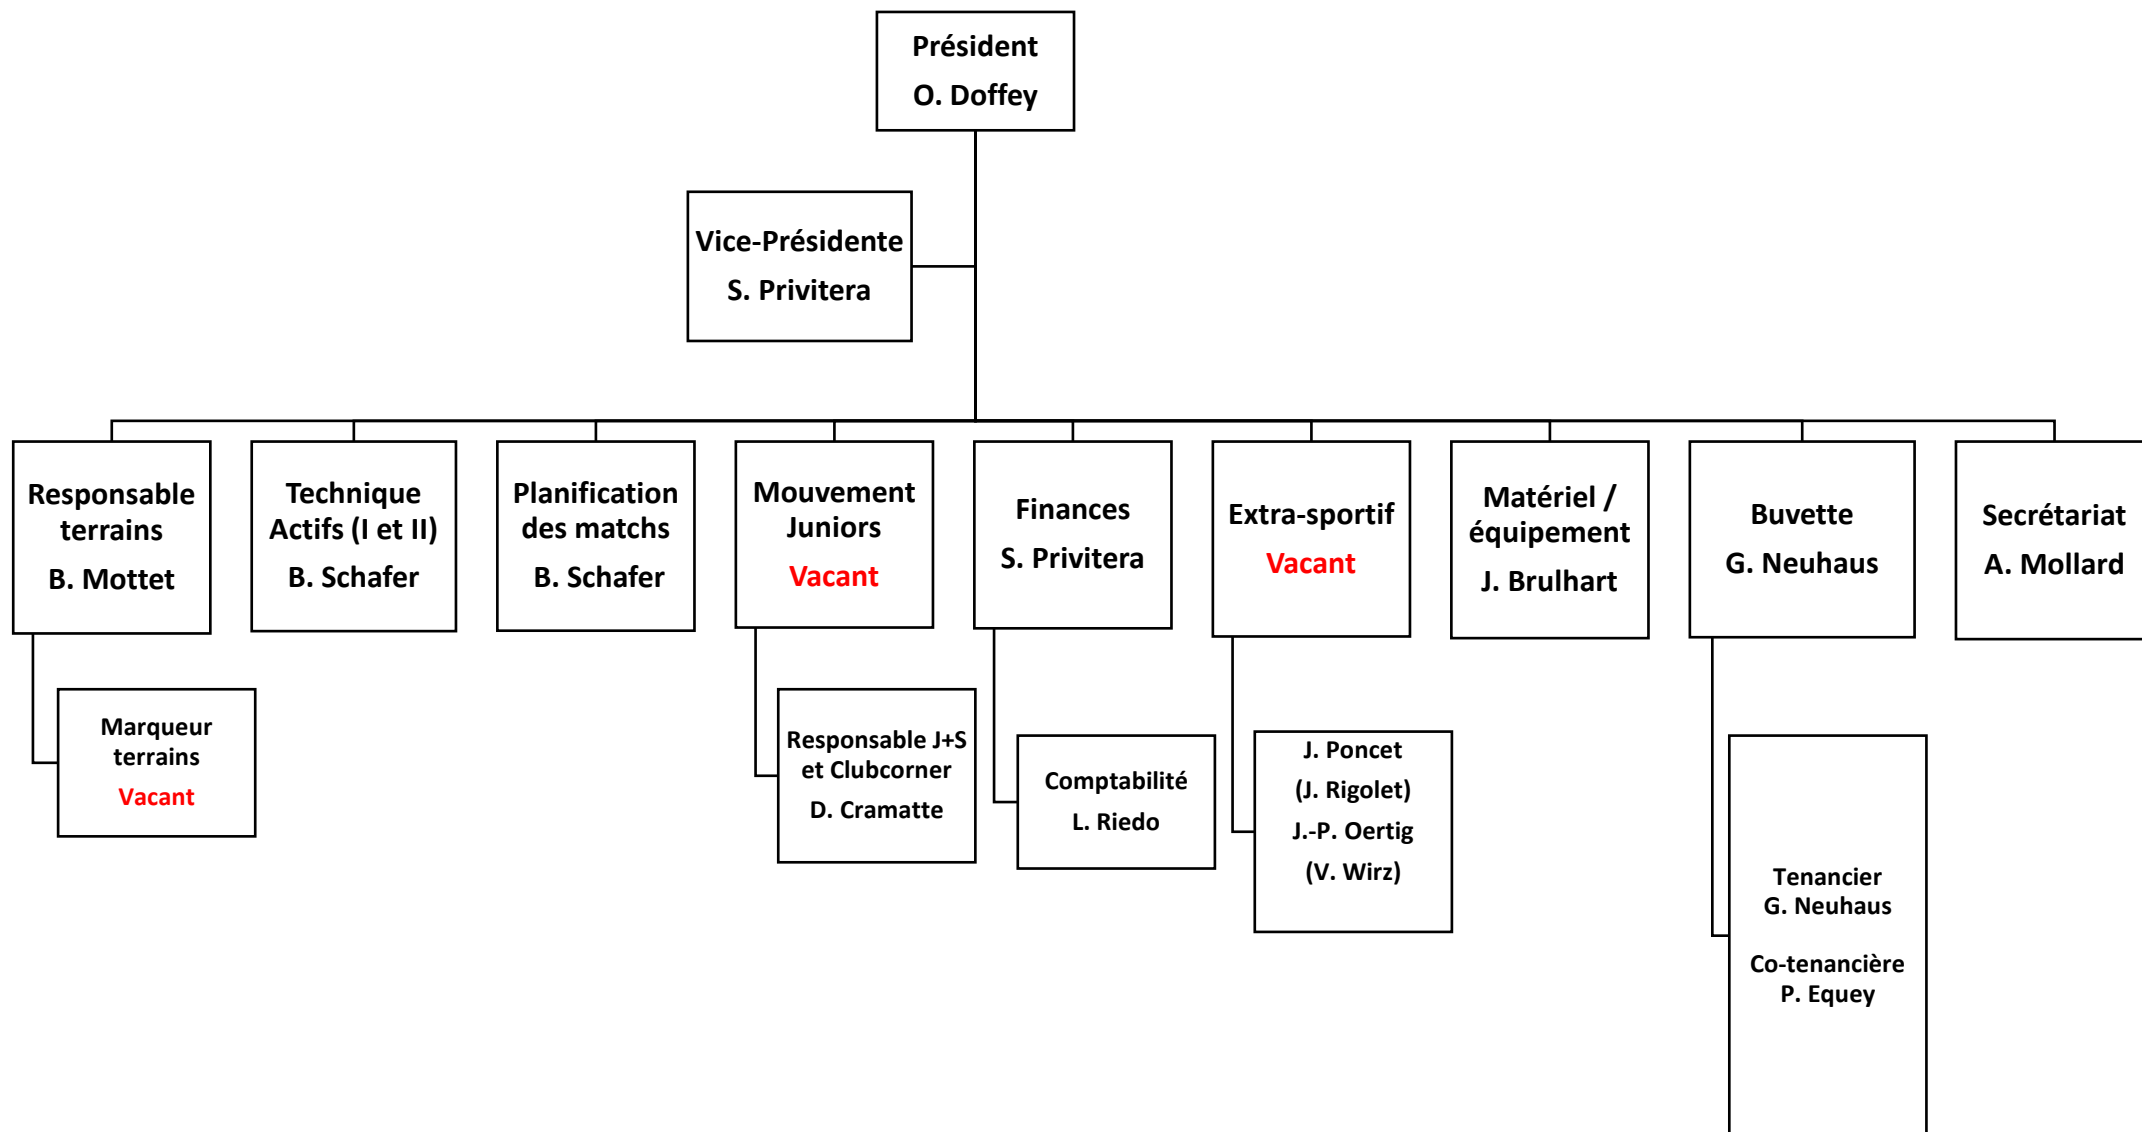 Président
O. Doffey
Vice-Présidente
S. Privitera
Responsable
terrains
B. Mottet
Technique
Actifs (I et II)
B. Schafer
Planification
des matchs
B. Schafer
Mouvement
Juniors
Vacant
Finances
S. Privitera
Extra-sportif
Vacant
Matériel /
équipement
J. Brulhart
Buvette
G. Neuhaus
Secrétariat
A. Mollard
Marqueur
terrains
Vacant
Responsable J+S
et Clubcorner
D. Cramatte
Comptabilité
L. Riedo
J. Poncet
(J. Rigolet)
J.-P. Oertig
(V. Wirz)
Tenancier
G. Neuhaus
Co-tenancière
P. Equey